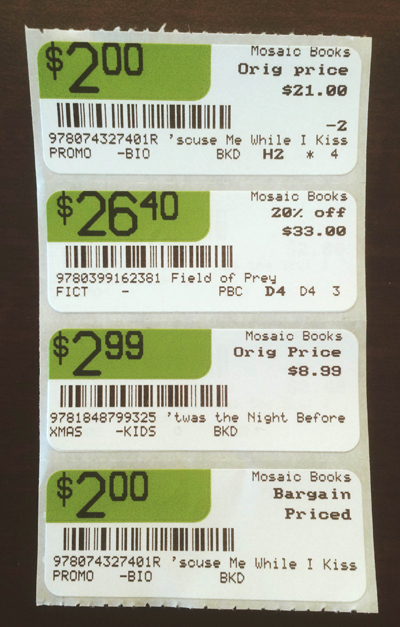 $2.00 Mosaic Books
Orig price
$21.00
-2
978074327401R 'scuse Me While I Kiss
PROMO -BIO BKD H2 * 4
$26.40 Mosaic Books
20% off
$33.00
9780399162381 Field of Prey
FICT - PBC D4 D4 3
$2.99 Mosaic Books
Orig Price
$8.99
9781848799325 'twas the Night Before
XMAS -KIDS BKD
$2.00 Mosaic Books
Bargain
Priced
978074327401R 'scuse Me While I Kiss
PROMO -BIO BKD